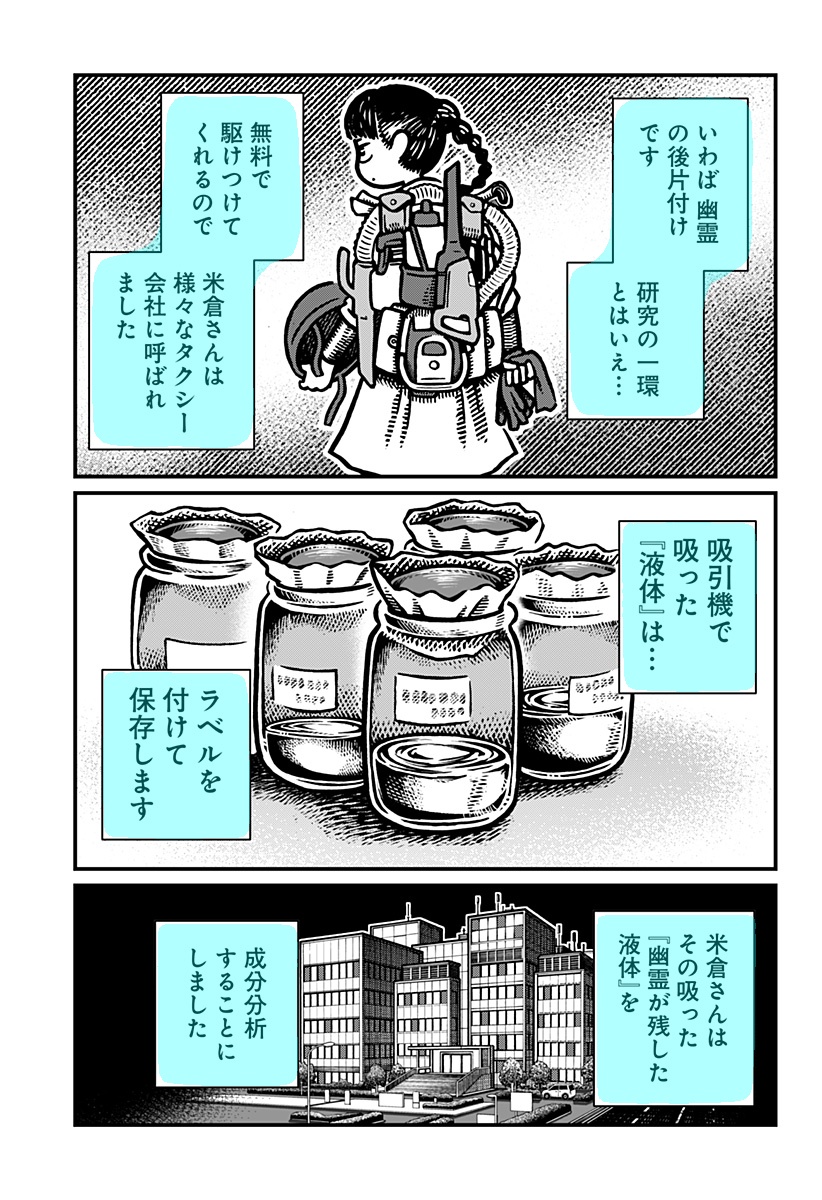 いわば 幽霊
の後片付け
です
研究の一環
とはいえ…
無料で
駆けつけて
くれるので
米倉さんは
様々なタクシー
会社に呼ばれ
ました
吸引機で
吸った
『液体』は…
ラベルを
付けて
保存します
米倉さんは
その吸った
『幽霊が残した
液体』を
成分分析
することに
しました